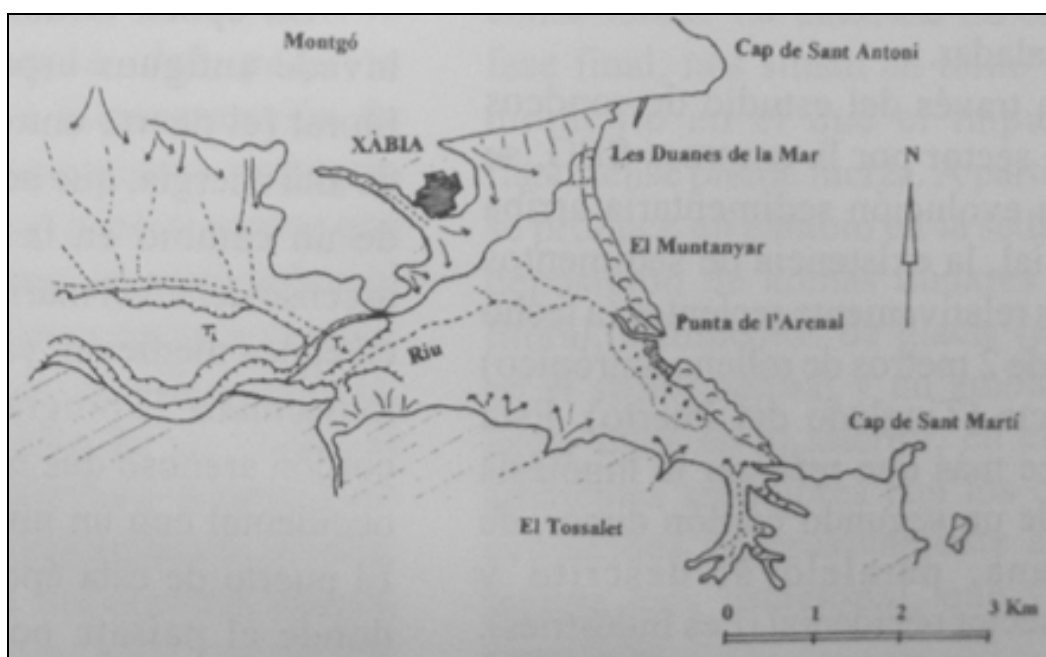 Montgó
Cap de Sant Antoni
XÀBIA
Les Duanes de la Mar
N
El Muntanyar
Punta de l'Arenal
Riu
Cap de Sant Martí
El Tossalet
0 1 2 3 Km